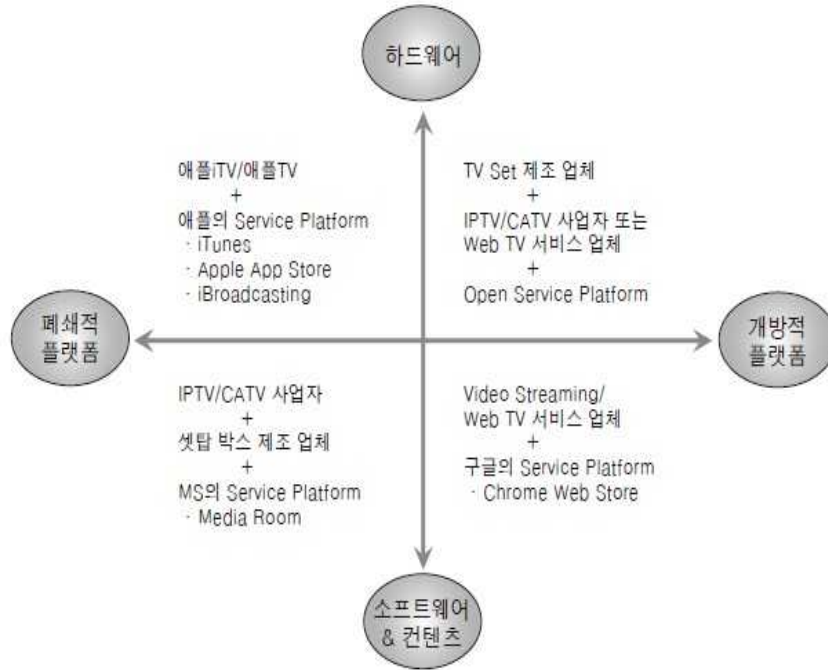 하드웨어
애플iTV/애플TV
+
애플의 Service Platform
· iTunes
· Apple App Store
· iBroadcasting
TV Set 제조 업체
+
IPTV/CATV 사업자 또는
Web TV 서비스 업체
+
Open Service Platform
폐쇄적
플랫폼
개방적
플랫폼
IPTV/CATV 사업자
+
셋탑 박스 제조 업체
+
MS의 Service Platform
· Media Room
Video Streaming/
Web TV 서비스 업체
+
구글의 Service Platform
· Chrome Web Store
소프트웨어
& 컨텐츠